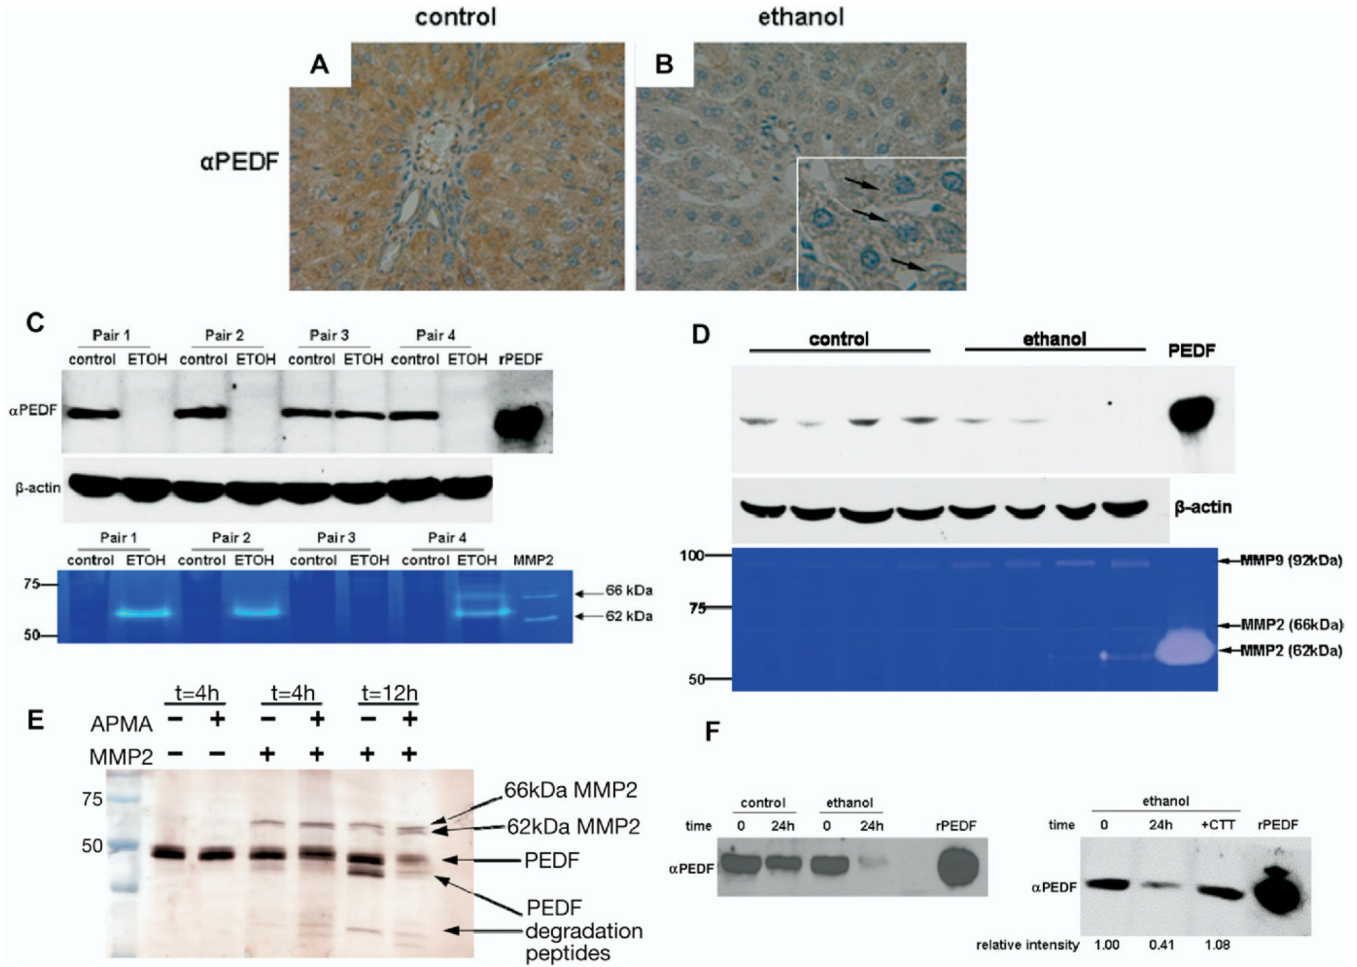 control ethanol
A B
αPEDF
C
Pair 1 Pair 2 Pair 3 Pair 4
control ETOH control ETOH control ETOH control ETOH rPEDF
αPEDF
β-actin
Pair 1 Pair 2 Pair 3 Pair 4
control ETOH control ETOH control ETOH control ETOH MMP2
75
66 kDa
62 kDa
50
D
control ethanol PEDF
β-actin
100
MMP9 (92kDa)
75
MMP2 (66kDa)
MMP2 (62kDa)
50
E
t=4h t=4h t=12h
APMA − + − + − +
MMP2 − − + + + +
75
50
66kDa MMP2
62kDa MMP2
PEDF
PEDF
degradation
peptides
F
control ethanol
time 0 24h 0 24h rPEDF
αPEDF
ethanol
time 0 24h +CTT rPEDF
αPEDF
relative intensity 1.00 0.41 1.08